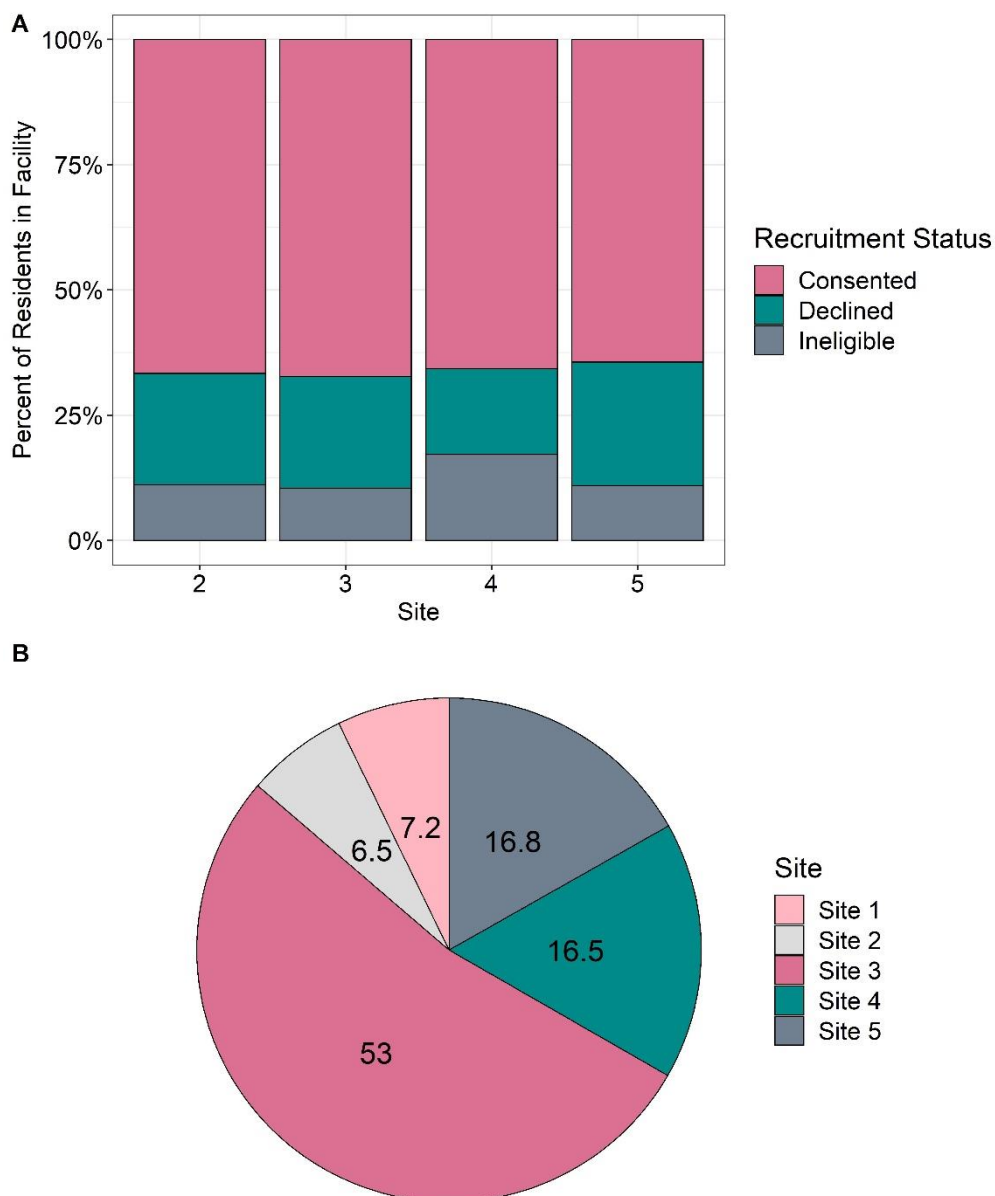 A
100%
75%
50%
25%
0%
Percent of Residents in Facility
2 3 4 5
Site
Recruitment Status
Consented
Declined
Ineligible
B
7.2
6.5
16.8
16.5
53
Site
Site 1
Site 2
Site 3
Site 4
Site 5